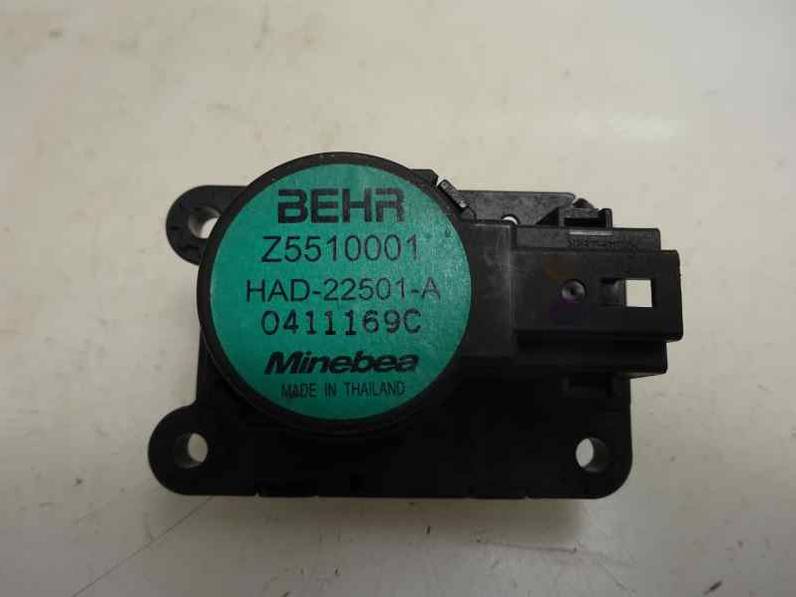 BEHR
Z5510001
HAD-22501-A
0411169C
Minebea
MADE IN THAILAND